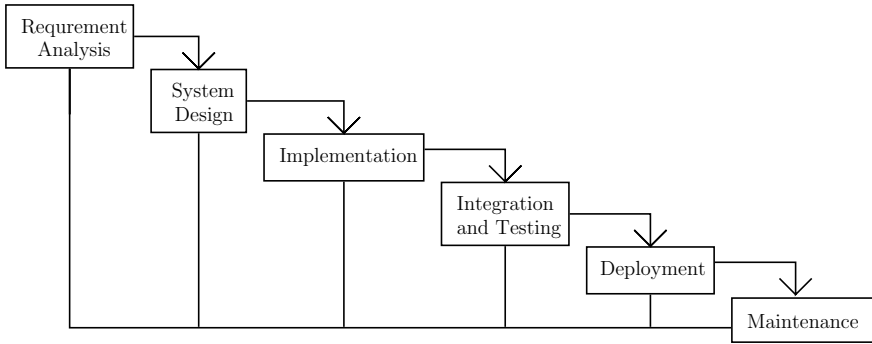 Requrement
Analysis
System
Design
Implementation
Integration
and Testing
Deployment
Maintenance